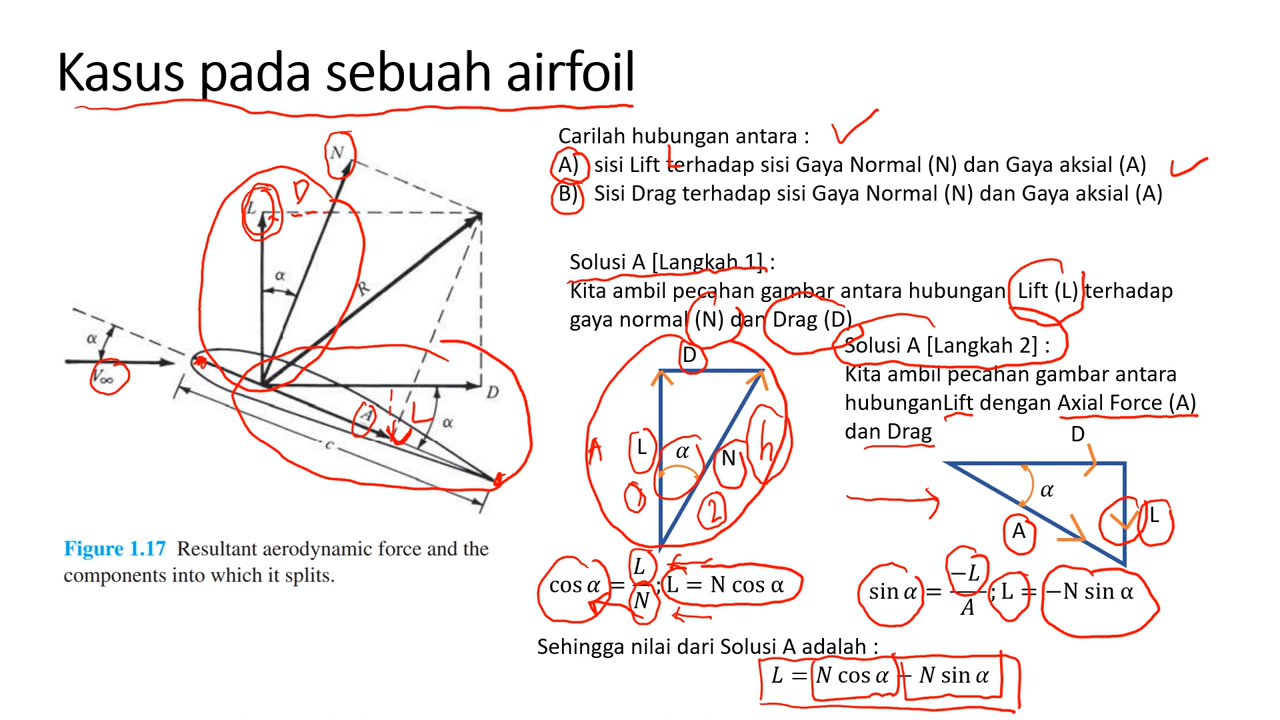 Kasus pada sebuah airfoil
N
L
D
α
R
α
V∞
D
A
L
α
c
Figure 1.17 Resultant aerodynamic force and the
components into which it splits.
Carilah hubungan antara :
A) sisi Lift terhadap sisi Gaya Normal (N) dan Gaya aksial (A)
B) Sisi Drag terhadap sisi Gaya Normal (N) dan Gaya aksial (A)
Solusi A [Langkah 1] :
Kita ambil pecahan gambar antara hubungan Lift (L) terhadap
gaya normal (N) dan Drag (D)
D
A
L
α
N
h
1
2
cos α = L/N ; L = N cos α
Solusi A [Langkah 2] :
Kita ambil pecahan gambar antara
hubunganLift dengan Axial Force (A)
dan Drag
D
α
A
L
sin α = −L/A ; L = −N sin α
Sehingga nilai dari Solusi A adalah :
L = N cos α − N sin α